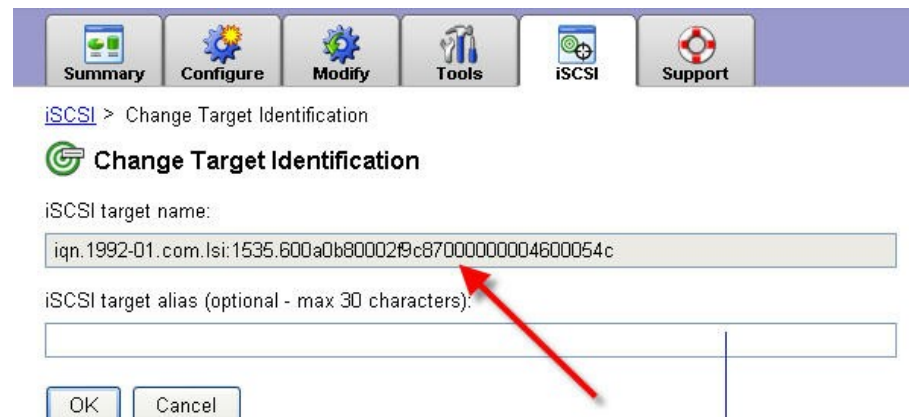 Summary Configure Modify Tools iSCSI Support
iSCSI > Change Target Identification
Change Target Identification
iSCSI target name:
iqn.1992-01.com.lsi:1535.600a0b80002f9c87000000004600054c
iSCSI target alias (optional - max 30 characters):
OK Cancel